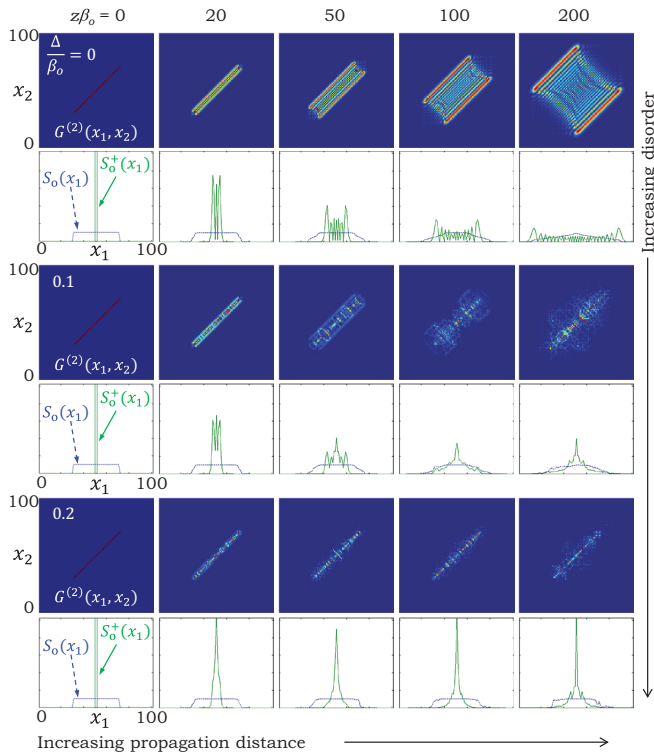 zβₒ = 0 20 50 100 200
100
Δ/βₒ = 0
x₂
G⁽²⁾(x₁, x₂)
0
Sₒ(x₁) Sₒ⁺(x₁)
0 x₁ 100
100
0.1
x₂
G⁽²⁾(x₁, x₂)
0
Sₒ(x₁) Sₒ⁺(x₁)
0 x₁ 100
100
0.2
x₂
G⁽²⁾(x₁, x₂)
0
Sₒ(x₁) Sₒ⁺(x₁)
0 x₁ 100
Increasing propagation distance
Increasing disorder